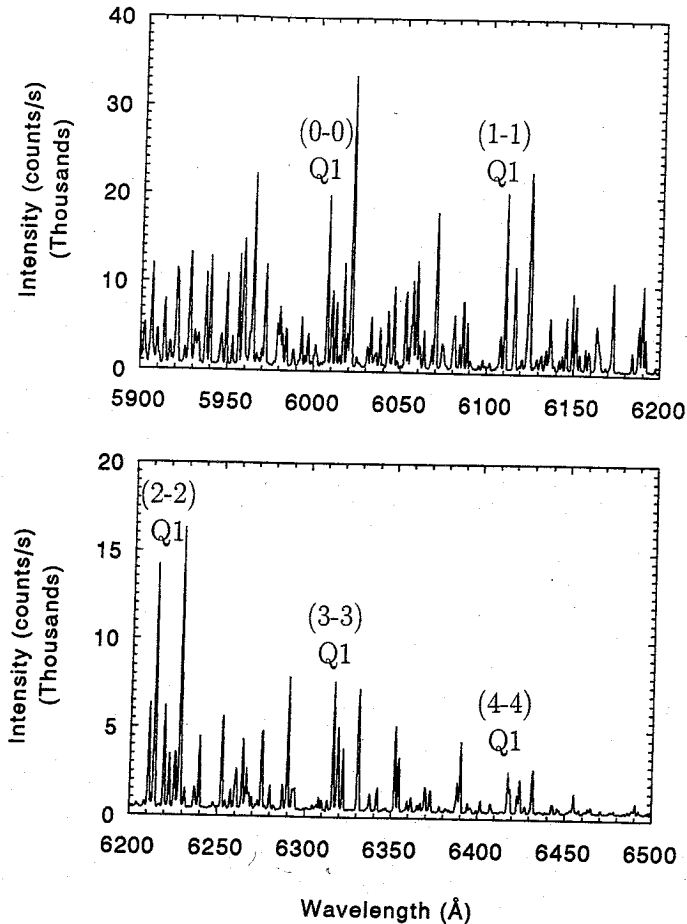 Intensity (counts/s)
(Thousands)
40
30
20
10
0
(0-0)
Q1
(1-1)
Q1
5900 5950 6000 6050 6100 6150 6200
Intensity (counts/s)
(Thousands)
20
15
10
5
0
(2-2)
Q1
(3-3)
Q1
(4-4)
Q1
6200 6250 6300 6350 6400 6450 6500
Wavelength (Å)